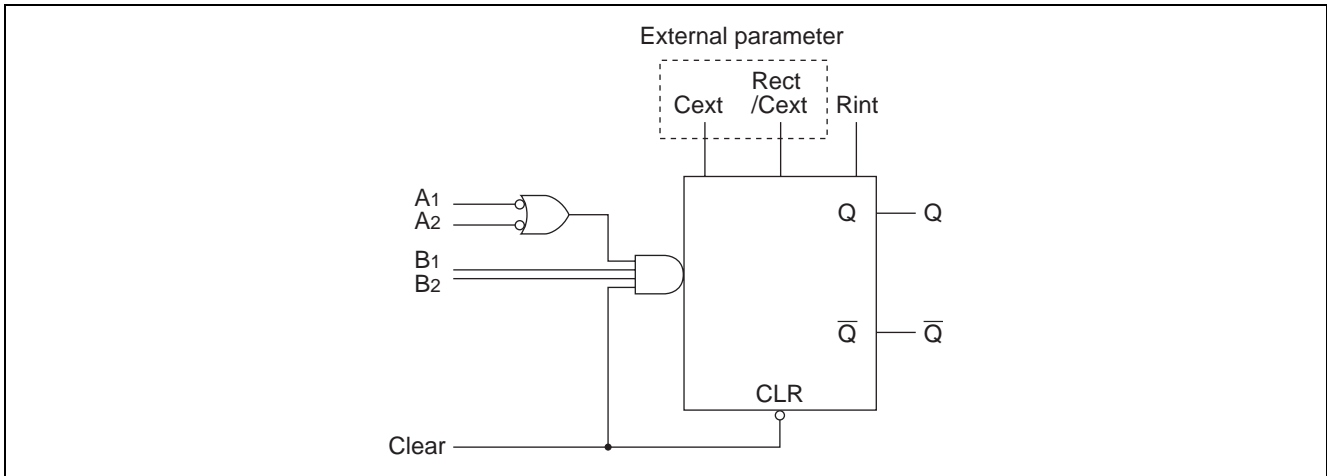 External parameter
Cext
Rect
/Cext
Rint
A1
A2
B1
B2
Q Q
Q̅ Q̅
CLR
Clear